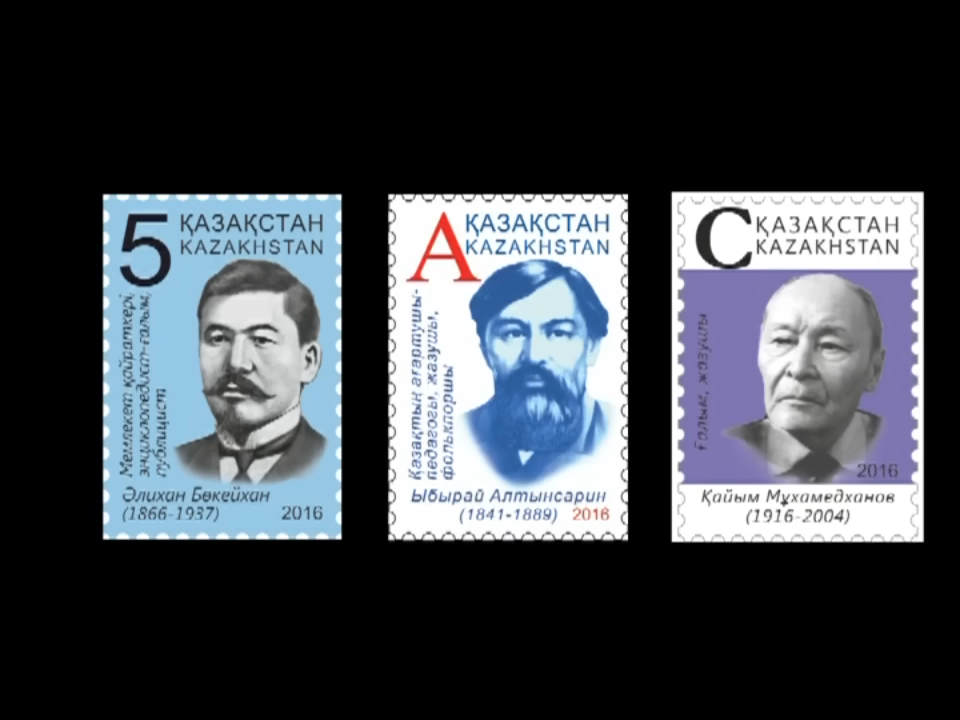 5
ҚАЗАҚСТАН
KAZAKHSTAN
Мемлекет қайраткері,
энциклопедист-ғалым,
публицист
Әлихан Бөкейхан
(1866-1937) 2016
А
ҚАЗАҚСТАН
KAZAKHSTAN
Қазақтың ағартушы-
педагогы, жазушы,
фольклоршы
Ыбырай Алтынсарин
(1841-1889) 2016
С
ҚАЗАҚСТАН
KAZAKHSTAN
Ғалым, жазушы
2016
Қайым Мұхамедханов
(1916-2004)